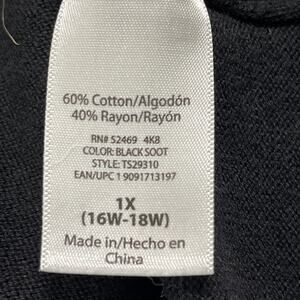 60% Cotton/Algodón
40% Rayon/Rayón
RN# 52469 4K8
COLOR: BLACK SOOT
STYLE: TS29310
EAN/UPC 1 9091713197
1X
(16W-18W)
Made in/Hecho en
China